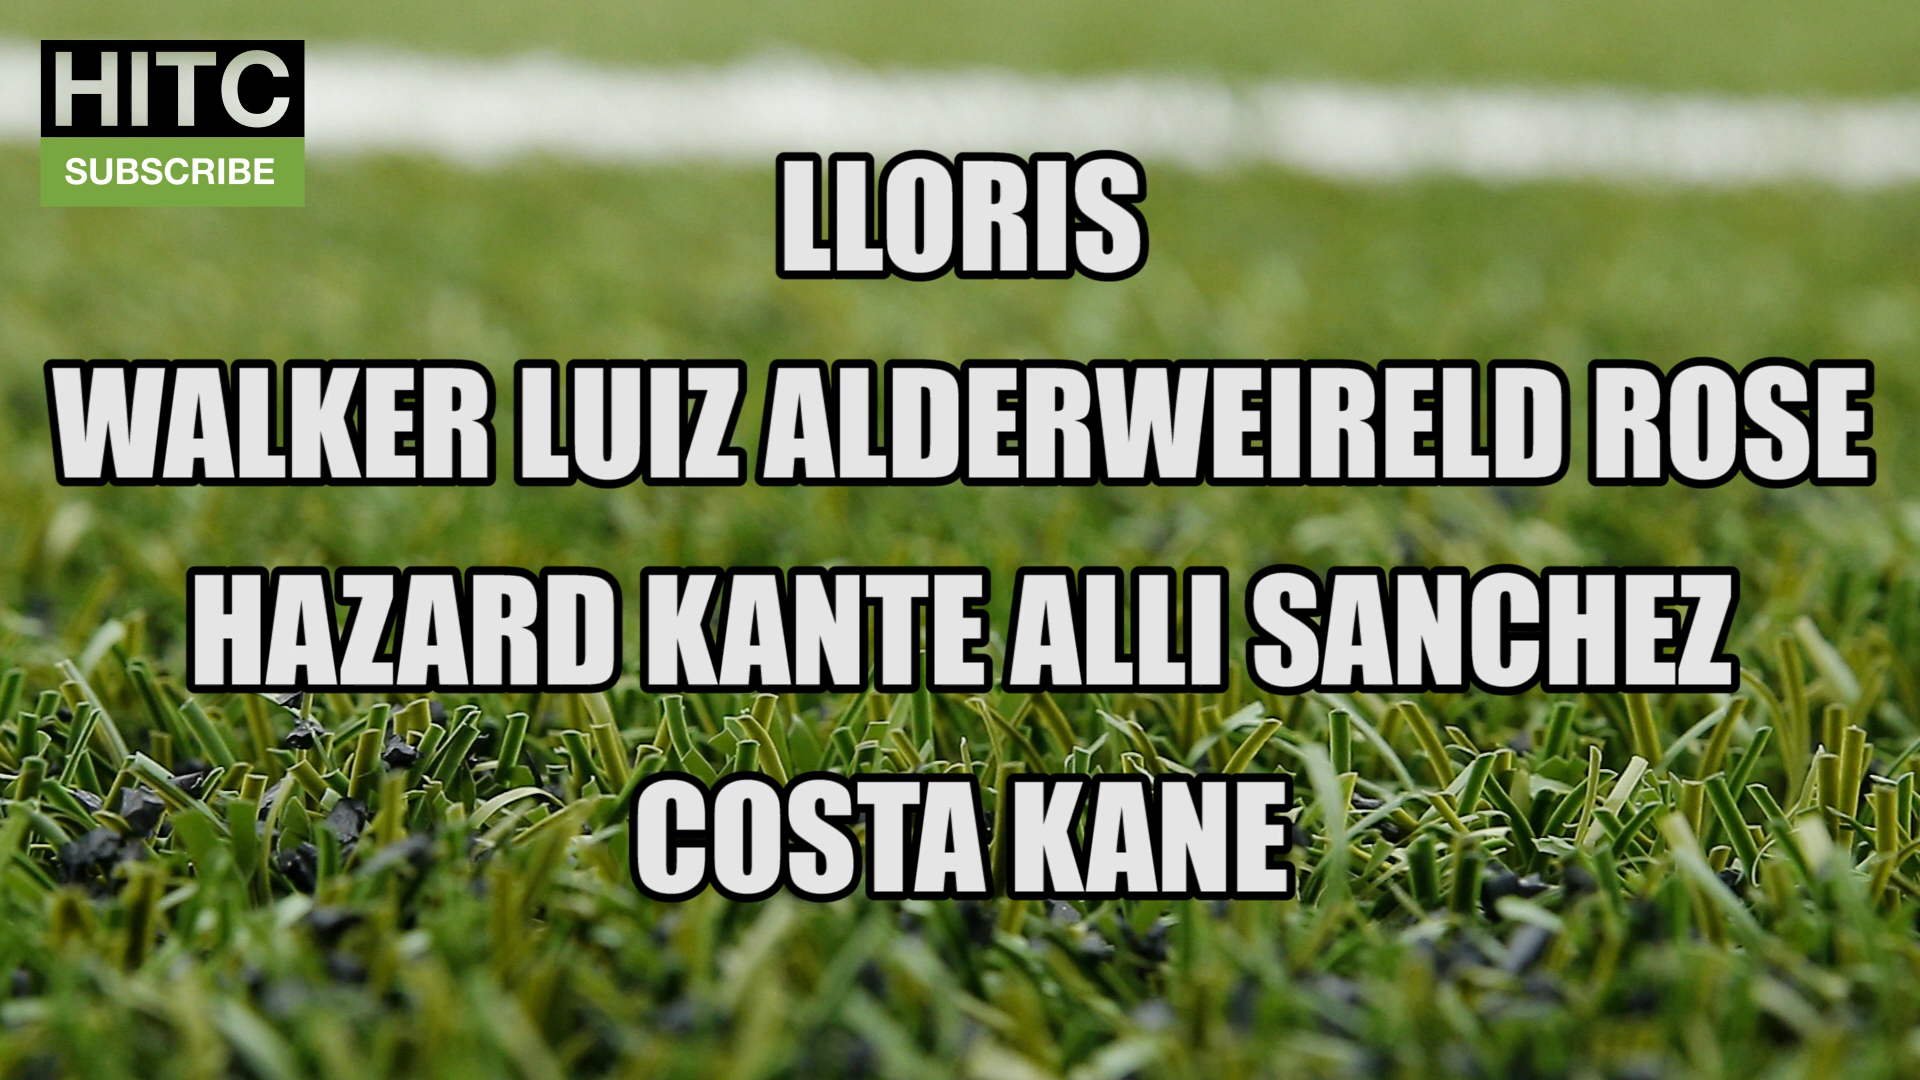 HITC
SUBSCRIBE
LLORIS
WALKER LUIZ ALDERWEIRELD ROSE
HAZARD KANTE ALLI SANCHEZ
COSTA KANE